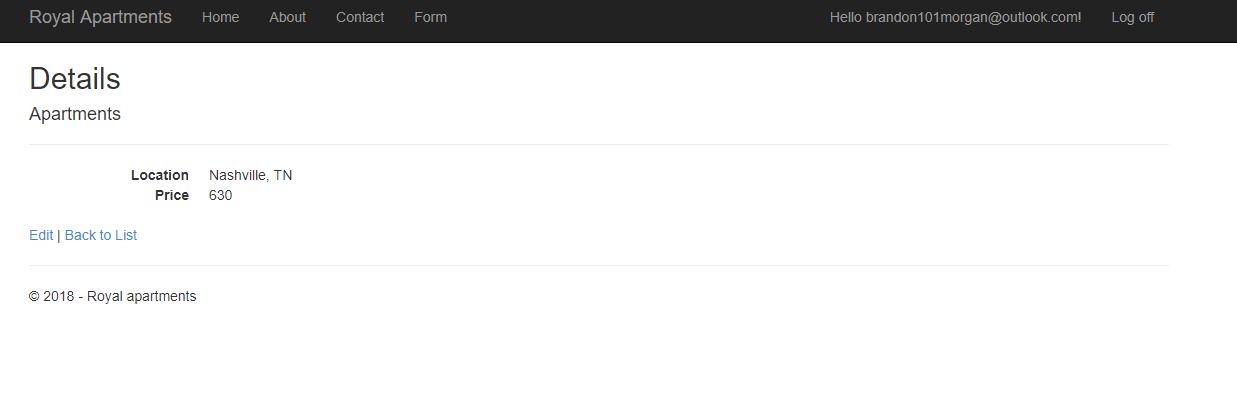 Royal Apartments Home About Contact Form Hello brandon101morgan@outlook.com! Log off
Details
Apartments
Location Nashville, TN
Price 630
Edit | Back to List
© 2018 - Royal apartments